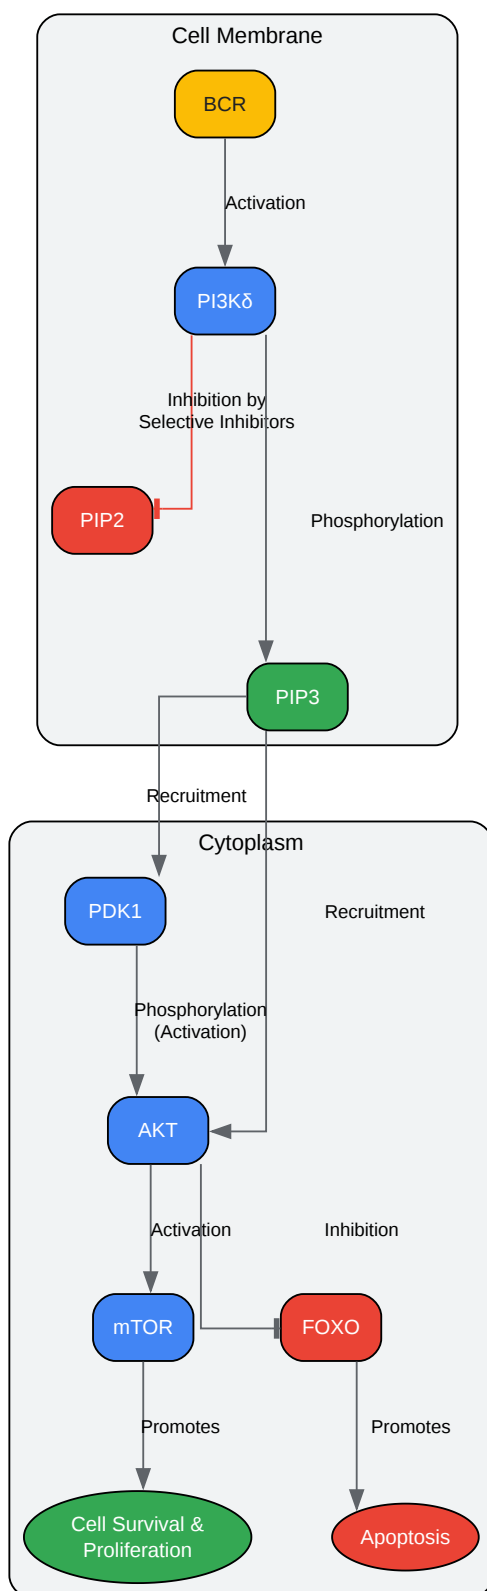 Cell Membrane
BCR
Activation
PI3Kδ
Inhibition by
Selective Inhibitors
PIP2
Phosphorylation
PIP3
Recruitment
Cytoplasm
PDK1
Recruitment
Phosphorylation
(Activation)
AKT
Activation
Inhibition
mTOR
FOXO
Promotes
Promotes
Cell Survival &
Proliferation
Apoptosis